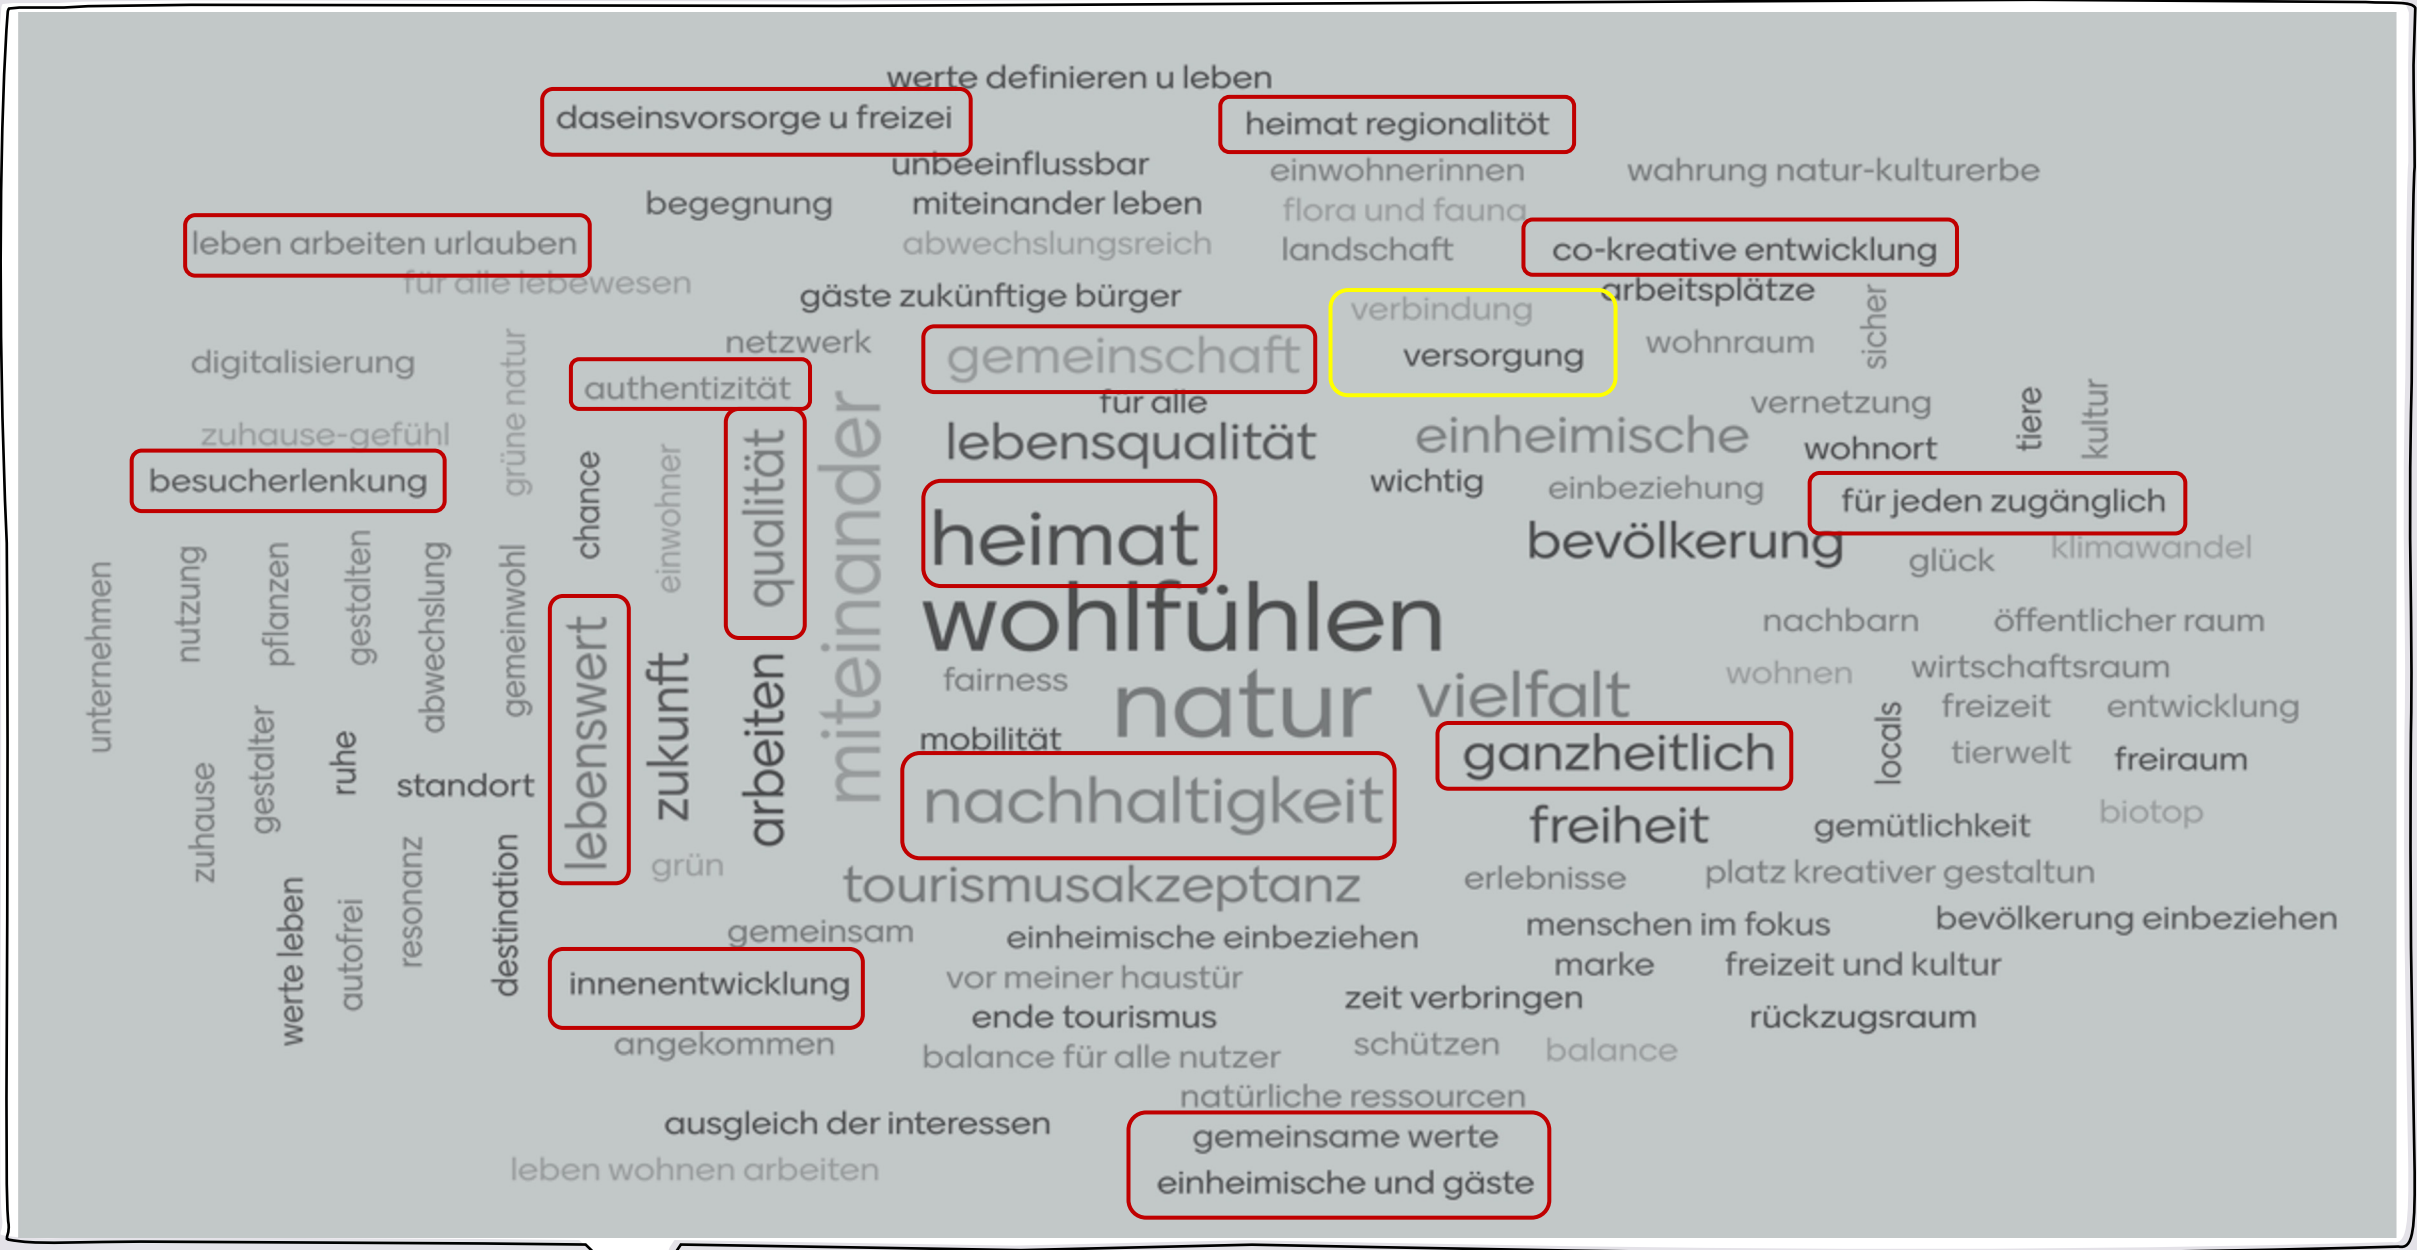 werte definieren u leben
daseinsvorsorge u freizei
heimat regionalitöt
unbeeinflussbar
einwohnerinnen
wahrung natur-kulturerbe
begegnung
miteinander leben
flora und fauna
leben arbeiten urlauben
abwechslungsreich
landschaft
co-kreative entwicklung
für alle lebewesen
gäste zukünftige bürger
verbindung
arbeitsplätze
sicher
digitalisierung
grüne natur
netzwerk
gemeinschaft
versorgung
wohnraum
authentizität
für alle
vernetzung
tiere
kultur
zuhause-gefühl
lebensqualität
einheimische
wohnort
besucherlenkung
chance
einwohner
qualität
miteinander
wichtig
einbeziehung
für jeden zugänglich
heimat
bevölkerung
glück
klimawandel
unternehmen
nutzung
pflanzen
gestalten
abwechslung
gemeinwohl
wohlfühlen
nachbarn
öffentlicher raum
lebenswert
zukunft
arbeiten
fairness
natur
vielfalt
wohnen
wirtschaftsraum
freizeit
entwicklung
zuhause
gestalter
ruhe
standort
mobilität
ganzheitlich
locals
tierwelt
freiraum
nachhaltigkeit
freiheit
gemütlichkeit
biotop
grün
tourismusakzeptanz
erlebnisse
platz kreativer gestaltun
werte leben
autofrei
resonanz
destination
gemeinsam
einheimische einbeziehen
menschen im fokus
bevölkerung einbeziehen
innenentwicklung
vor meiner haustür
marke
freizeit und kultur
zeit verbringen
ende tourismus
rückzugsraum
angekommen
balance für alle nutzer
schützen
balance
natürliche ressourcen
ausgleich der interessen
gemeinsame werte
leben wohnen arbeiten
einheimische und gäste